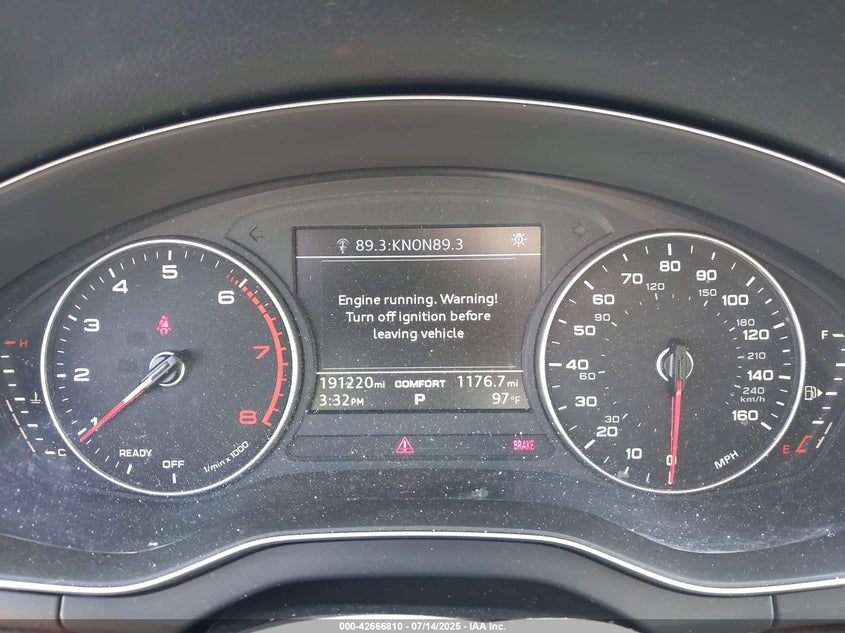 89.3:KNON89.3
Engine running. Warning!
Turn off ignition before
leaving vehicle
191220mi COMFORT 1176.7mi
3:32PM P 97°F
BRAKE
1 2 3 4 5 6 7 8
READY
OFF
1/min x 1000
H
C
0 10 20 30 40 50 60 70 80 90 100 120 140 160
30 60 90 120 150 180 210 240
km/h
MPH
F
E
000-42666810 - 07/14/2025 - IAA Inc.